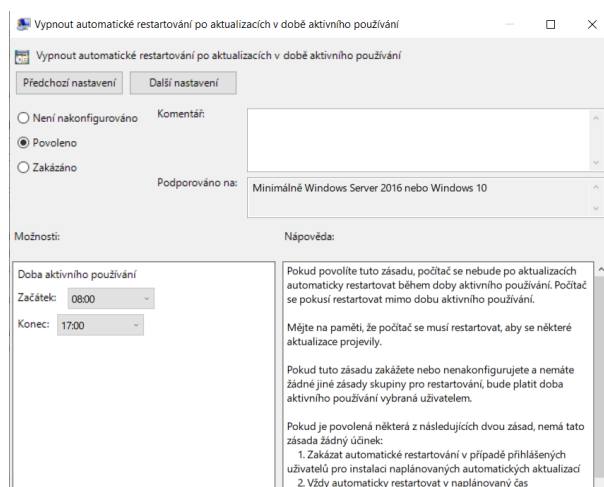 Vypnout automatické restartování po aktualizacích v době aktivního používání
Vypnout automatické restartování po aktualizacích v době aktivního používání
Předchozí nastavení
Další nastavení
Není nakonfigurováno
Povoleno
Zakázáno
Komentář:
Podporováno na:
Minimálně Windows Server 2016 nebo Windows 10
Možnosti:
Nápověda:
Doba aktivního používání
Začátek: 08:00
Konec: 17:00
Pokud povolíte tuto zásadu, počítač se nebude po aktualizacích
automaticky restartovat během doby aktivního používání. Počítač
se pokusí restartovat mimo dobu aktivního používání.
Mějte na paměti, že počítač se musí restartovat, aby se některé
aktualizace projevily.
Pokud tuto zásadu zakážete nebo nenakonfigurujete a nemáte
žádné jiné zásady skupiny pro restartování, bude platit doba
aktivního používání vybraná uživatelem.
Pokud je povolená některá z následujících dvou zásad, nemá tato
zásada žádný účinek:
1. Zakázat automatické restartování v případě přihlášených
uživatelů pro instalaci naplánovaných automatických aktualizací
2. Vždy automaticky restartovat v naplánovaný čas